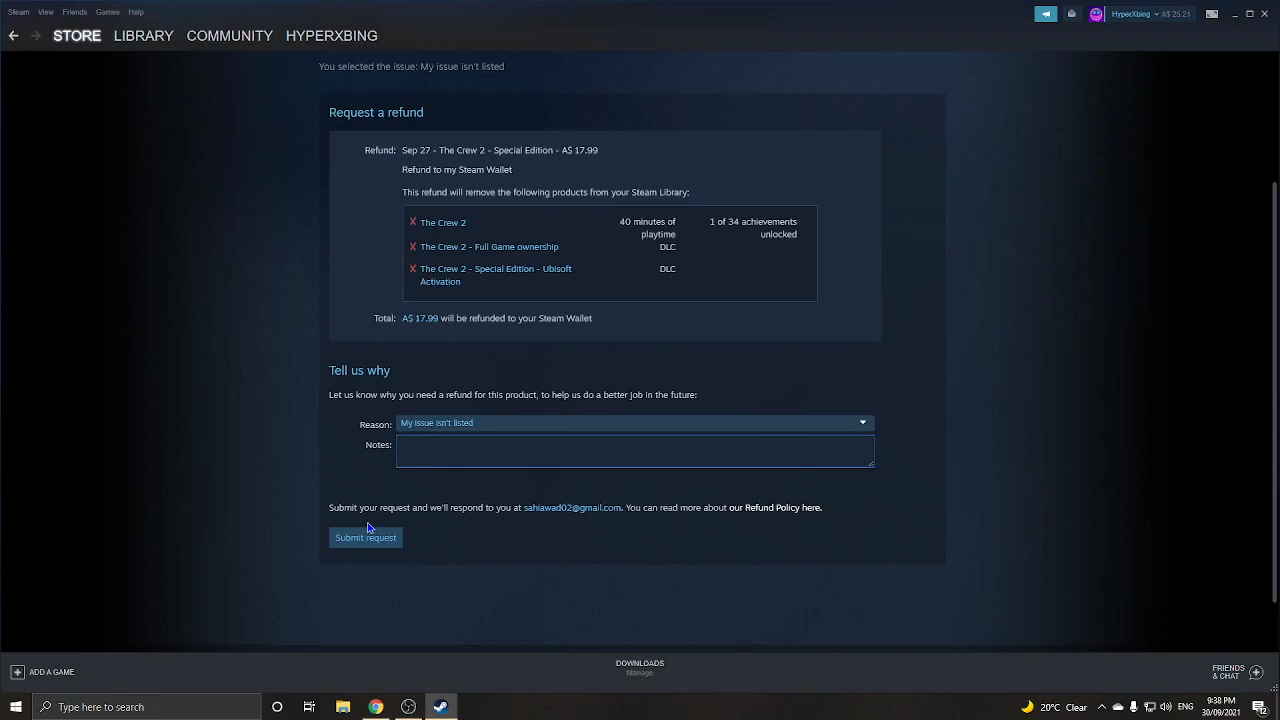 Steam View Friends Games Help HyperXbing A$ 25.21
STORE LIBRARY COMMUNITY HYPERXBING
You selected the issue: My issue isn't listed
Request a refund
Refund: Sep 27 - The Crew 2 - Special Edition - A$ 17.99
Refund to my Steam Wallet
This refund will remove the following products from your Steam Library:
X The Crew 2 40 minutes of 1 of 34 achievements
playtime unlocked
X The Crew 2 - Full Game ownership DLC
X The Crew 2 - Special Edition - Ubisoft DLC
Activation
Total: A$ 17.99 will be refunded to your Steam Wallet
Tell us why
Let us know why you need a refund for this product, to help us do a better job in the future:
Reason: My issue isn't listed
Notes:
Submit your request and we'll respond to you at sahiawad02@gmail.com. You can read more about our Refund Policy here.
Submit request
DOWNLOADS
Manage
ADD A GAME
FRIENDS
& CHAT
Type here to search
20°C Clear
9:38 PM
30/09/2021
2